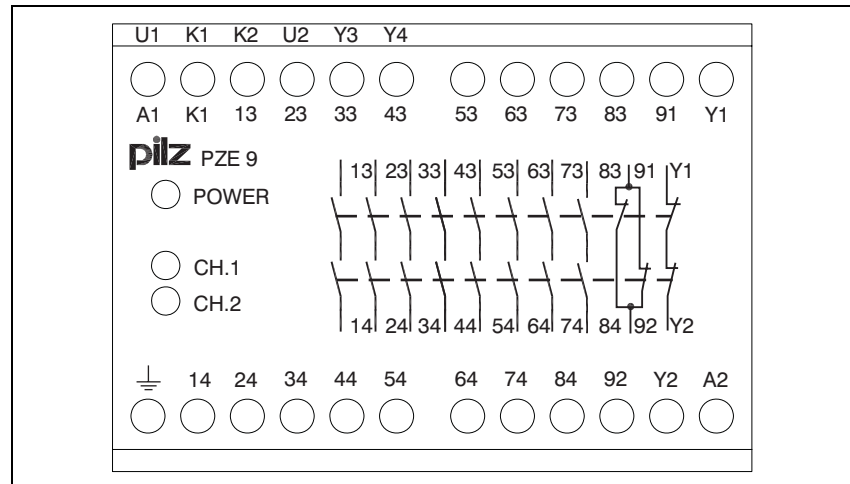 U1 K1 K2 U2 Y3 Y4
A1 K1 13 23 33 43 53 63 73 83 91 Y1
pilz PZE 9
13 23 33 43 53 63 73 83 91 Y1
POWER
CH.1
CH.2
14 24 34 44 54 64 74 84 92 Y2
14 24 34 44 54 64 74 84 92 Y2 A2